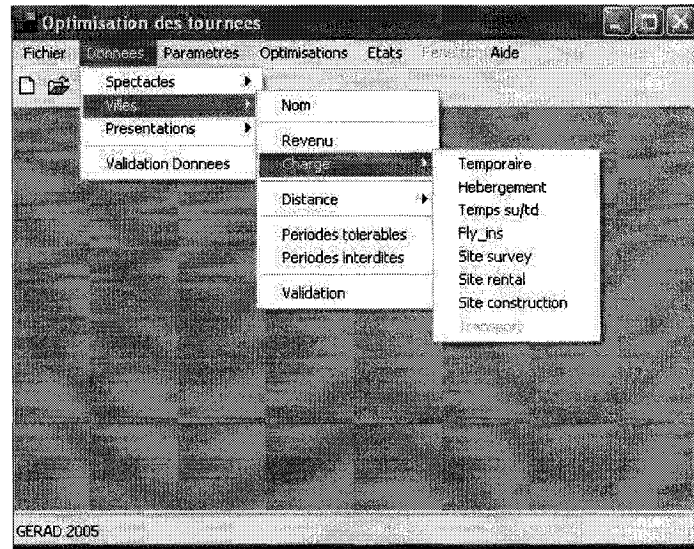 Optimisation des tournees
Fichier Donnees Parametres Optimisations Etats Fenetres Aide
Spectacles
Villes
Presentations
Validation Donnees
Nom
Revenu
Charge
Distance
Periodes tolerables
Periodes interdites
Validation
Temporaire
Hebergement
Temps su/td
Fly_ins
Site survey
Site rental
Site construction
Transport
GERAD 2005